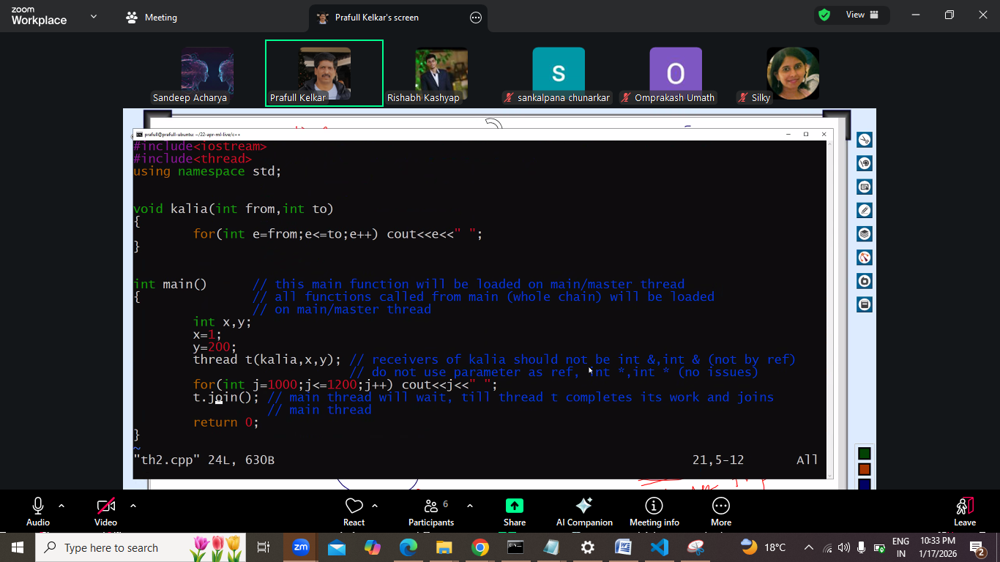 zoom
Workplace
Meeting
Prafull Kelkar's screen
View
Sandeep Acharya
Prafull Kelkar
Rishabh Kashyap
S
sankalpana chunarkar
O
Omprakash Umath
Silky
prafull@prafull-ubuntu: ~/22-apr-ml-live/c++
#include<iostream>
#include<thread>
using namespace std;
void kalia(int from,int to)
{
for(int e=from;e<=to;e++) cout<<e<<" ";
}
int main() // this main function will be loaded on main/master thread
{ // all functions called from main (whole chain) will be loaded
// on main/master thread
int x,y;
x=1;
y=200;
thread t(kalia,x,y); // receivers of kalia should not be int &,int & (not by ref)
// do not use parameter as ref, int *,int * (no issues)
for(int j=1000;j<=1200;j++) cout<<j<<" ";
t.join(); // main thread will wait, till thread t completes its work and joins
// main thread
return 0;
}
~
"th2.cpp" 24L, 630B 21,5-12 All
Audio
Video
React
6
Participants
Share
AI Companion
Meeting info
More
Leave
Type here to search
zm
18°C
ENG
IN
10:33 PM
1/17/2026
2